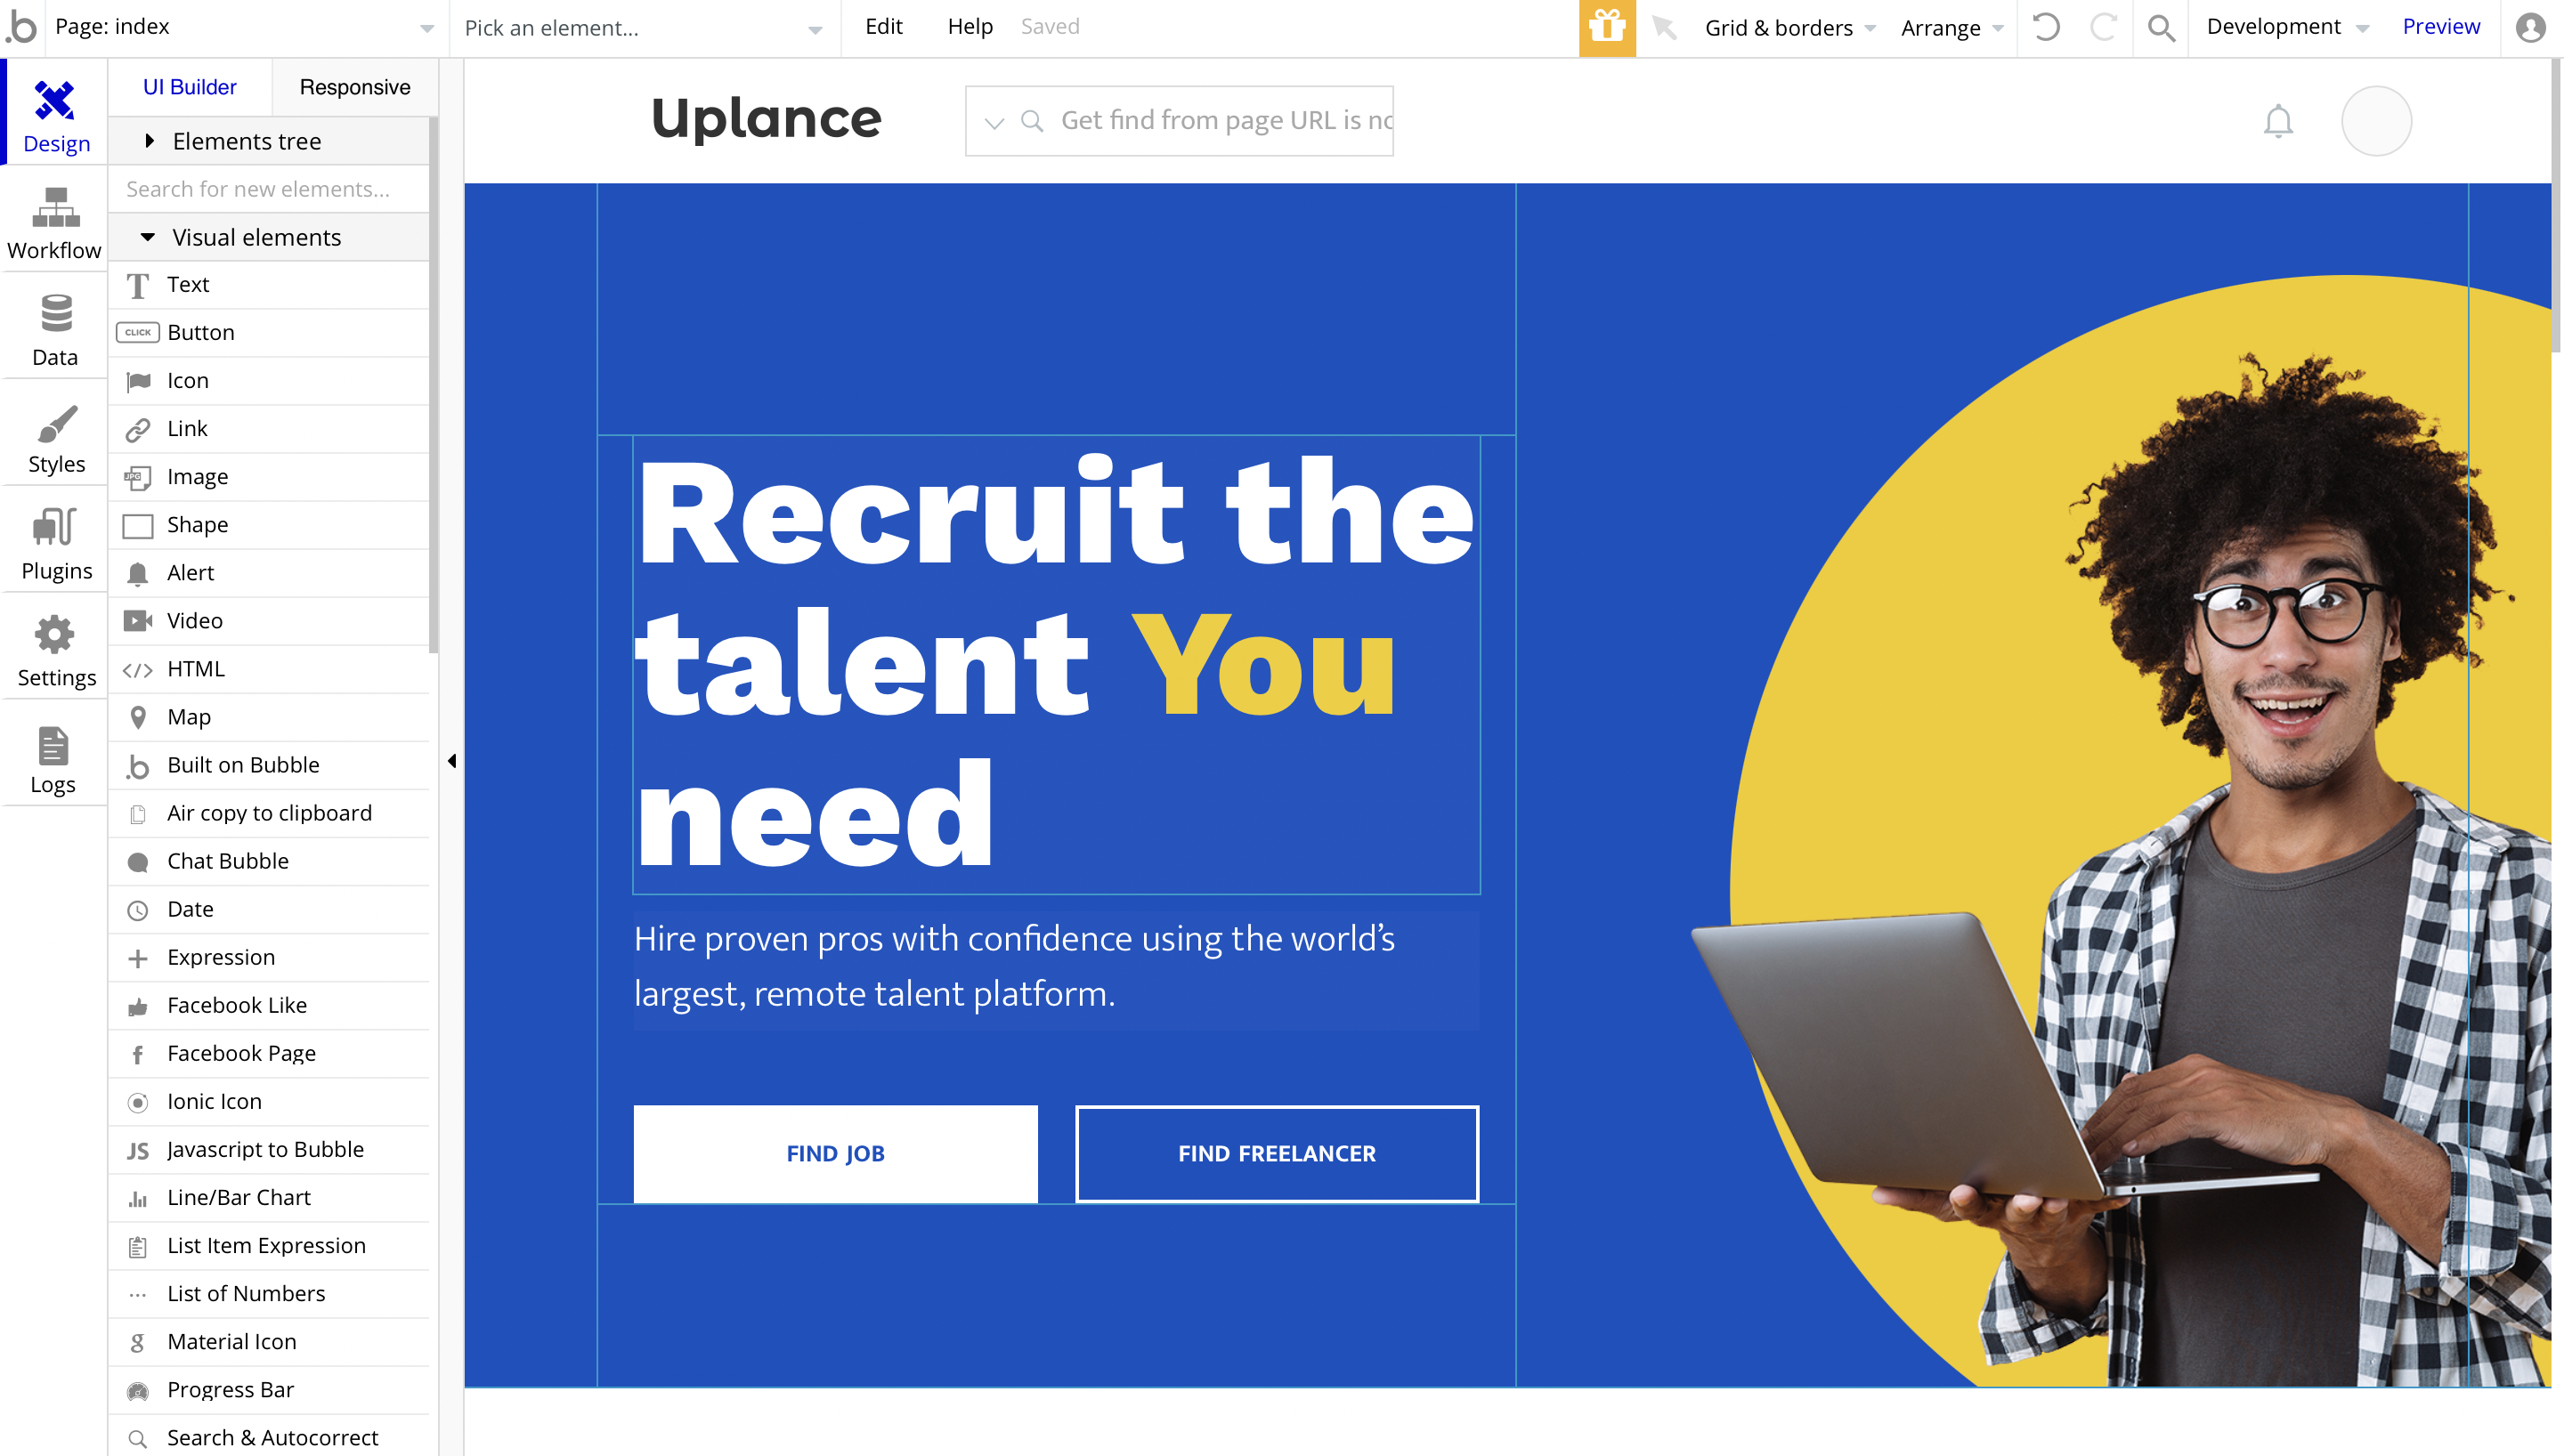 .b Page: index Pick an element... Edit Help Saved Grid & borders Arrange Development Preview
UI Builder Responsive
Elements tree
Search for new elements...
Visual elements
Text
CLICK Button
Icon
Link
JPG Image
Shape
Alert
Video
</> HTML
Map
.b Built on Bubble
Air copy to clipboard
Chat Bubble
Date
Expression
Facebook Like
f Facebook Page
Ionic Icon
JS Javascript to Bubble
Line/Bar Chart
List Item Expression
... List of Numbers
g Material Icon
Progress Bar
Search & Autocorrect
Design
Workflow
Data
Styles
Plugins
Settings
Logs
Uplance
Get find from page URL is no
Recruit the
talent You
need
Hire proven pros with confidence using the world’s
largest, remote talent platform.
FIND JOB FIND FREELANCER